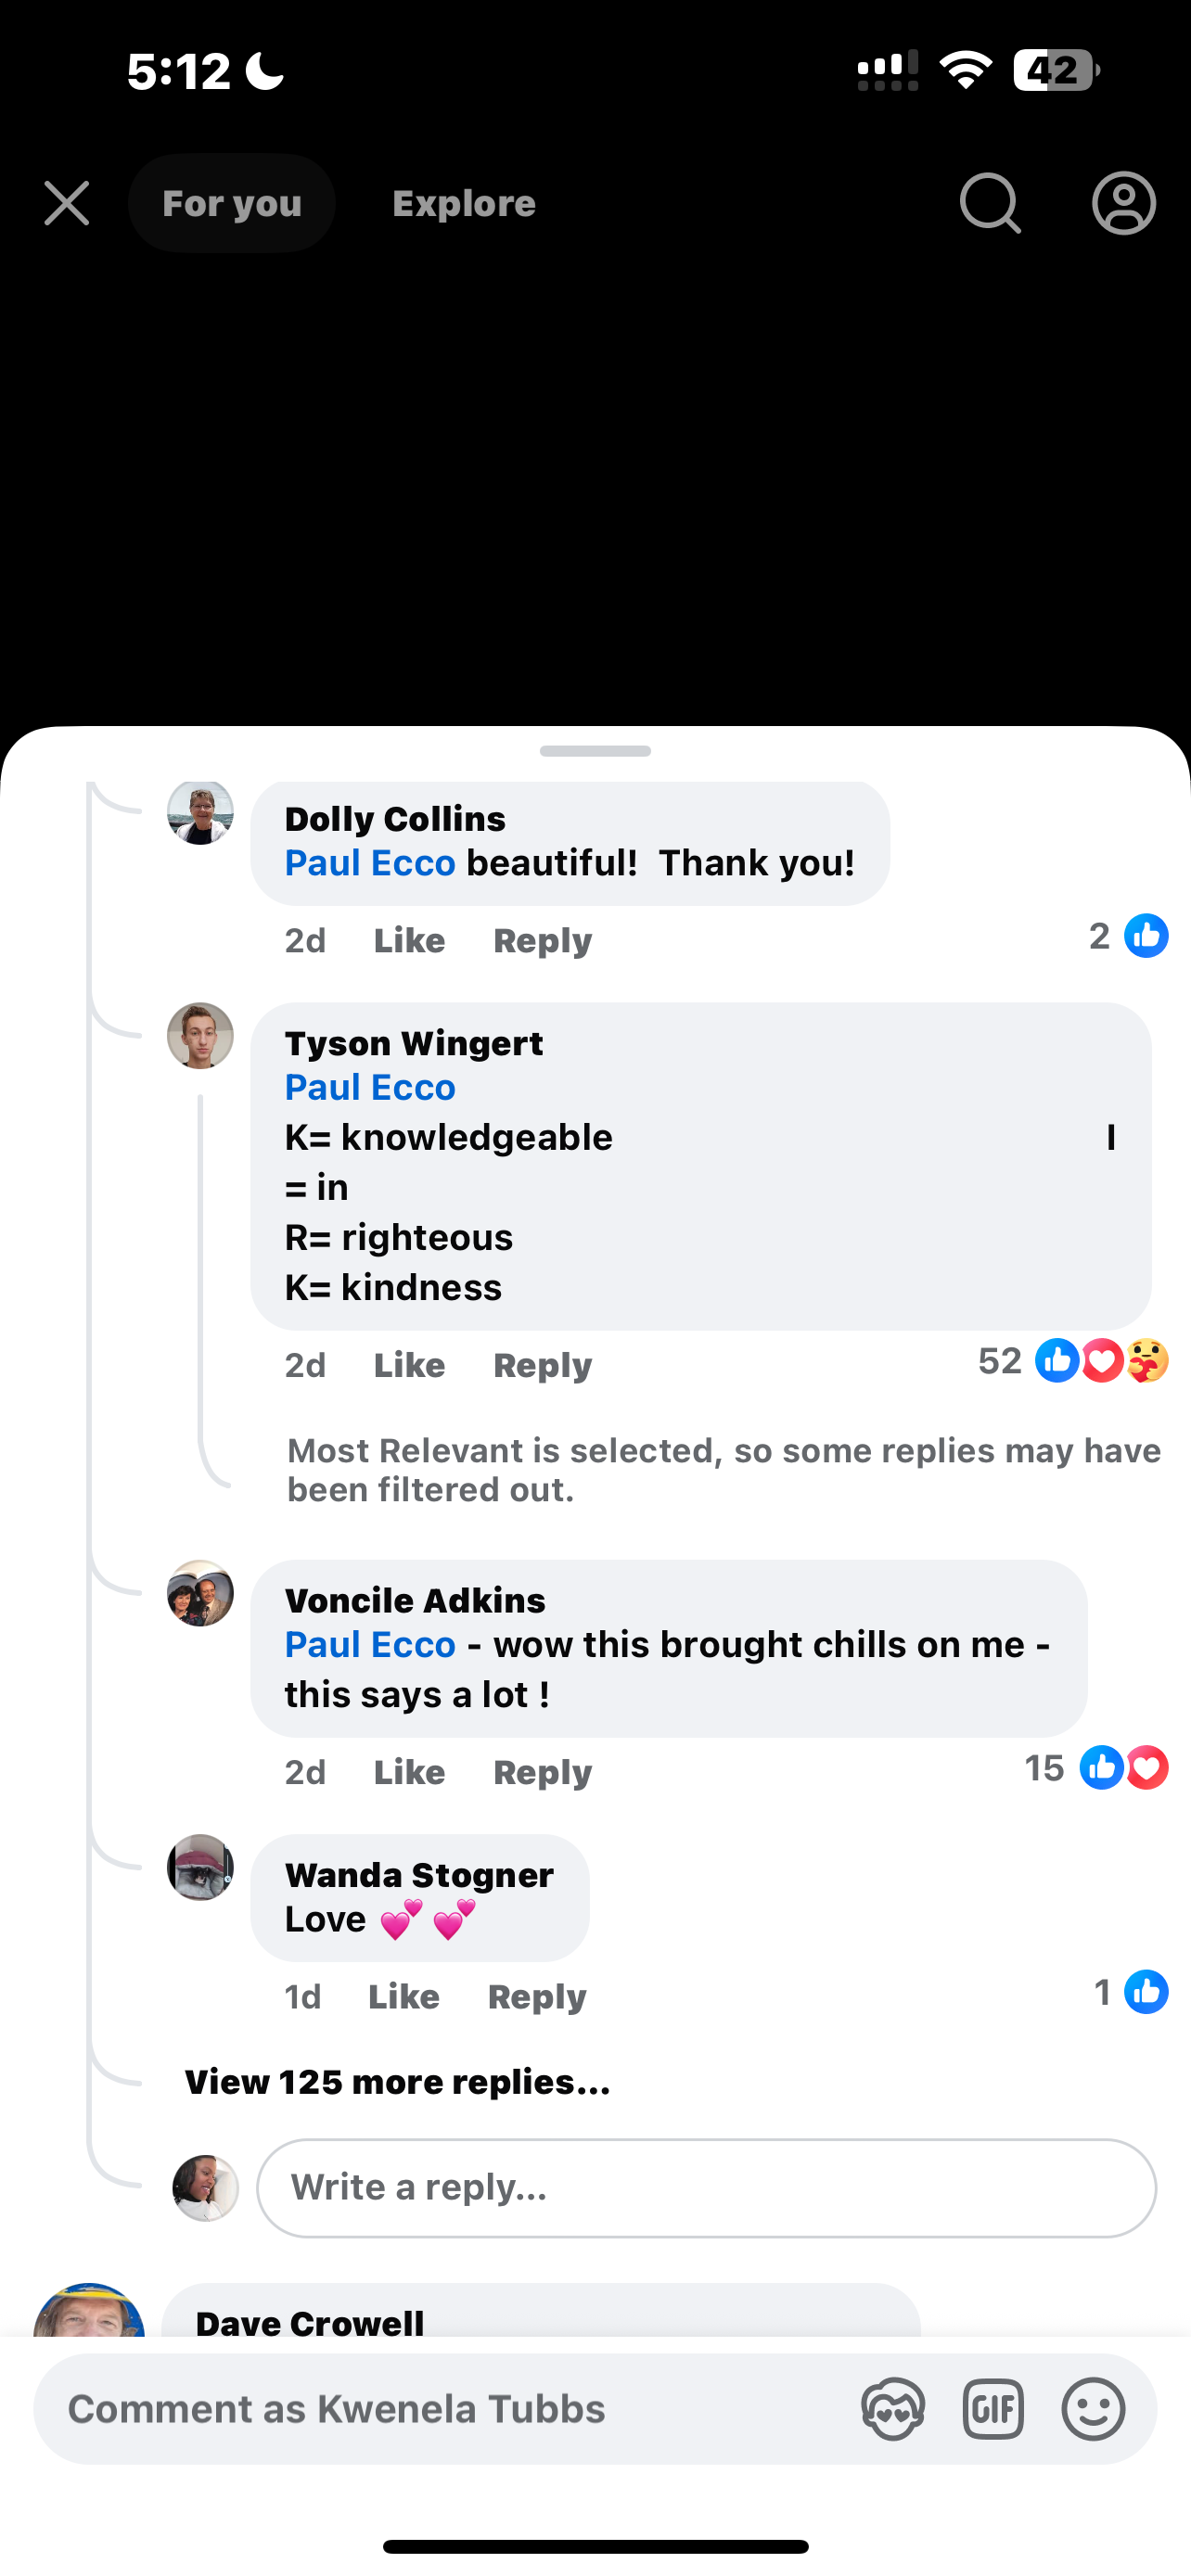 5:12
42
For you Explore
Dolly Collins
Paul Ecco beautiful!  Thank you!
2d Like Reply 2
Tyson Wingert
Paul Ecco
K= knowledgeable I
= in
R= righteous
K= kindness
2d Like Reply 52
Most Relevant is selected, so some replies may have
been filtered out.
Voncile Adkins
Paul Ecco - wow this brought chills on me -
this says a lot !
2d Like Reply 15
Wanda Stogner
Love 💕 💕
1d Like Reply 1
View 125 more replies...
Write a reply...
Dave Crowell
Comment as Kwenela Tubbs GIF